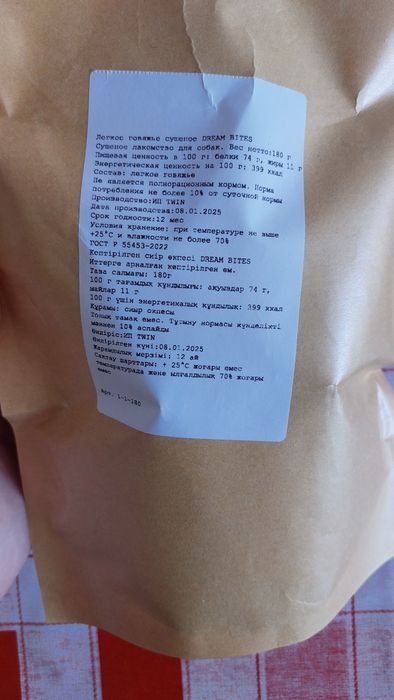 Легкое говяжье сушеное DREAM BITES
Сушеное лакомство для собак. Вес нетто:180 г
Пищевая ценность в 100 г: белки 74 г, жиры 11 г
Энергетическая ценность на 100 г: 399 ккал
Состав: легкое говяжье
Не является полнорационным кормом. Норма
потребления не более 10% от суточной нормы
Производство:ИП TWIN
Дата производства:08.01.2025
Срок годности:12 мес
Условия хранение: при температуре не выше
+25°С и влажности не более 70%
ГОСТ Р 55453-2022
Кептірілген сиір өкпесі DREAM BITES
Иттерге арналған кептірілген ем.
Таза салмағы: 180г
100 г тағамдық құндылығы: ақуыздар 74 г,
майлар 11 г
100 г үшін энергетикалық құндылық: 399 ккал
Құрамы: сиыр өкпесі
Толық тамақ емес. Тұтыну нормасы күнделікті
мөннен 10% аспайды
Өндіріс:ИП TWIN
Өндірілген күні:08.01.2025
Жарамдылық мерзімі: 12 ай
Сақтау шарттары: + 25°С жоғары емес
температурада және ылғалдылық 70% жоғары
емес
Арт. 1-1-180